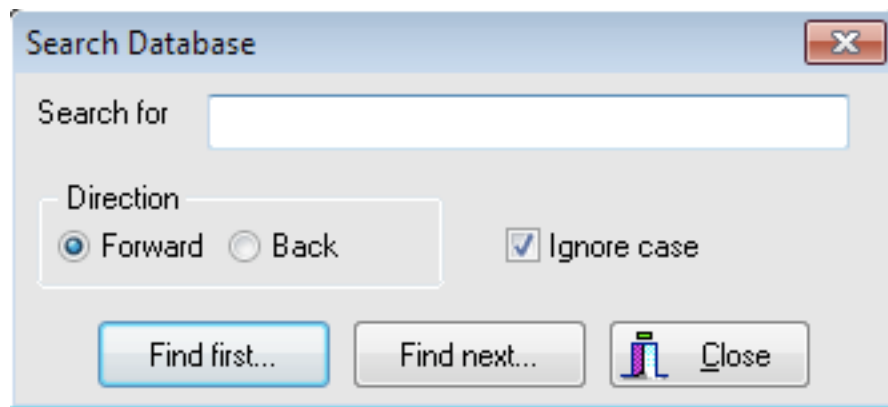 Search Database
Search for
Direction
Forward Back Ignore case
Find first... Find next... Close